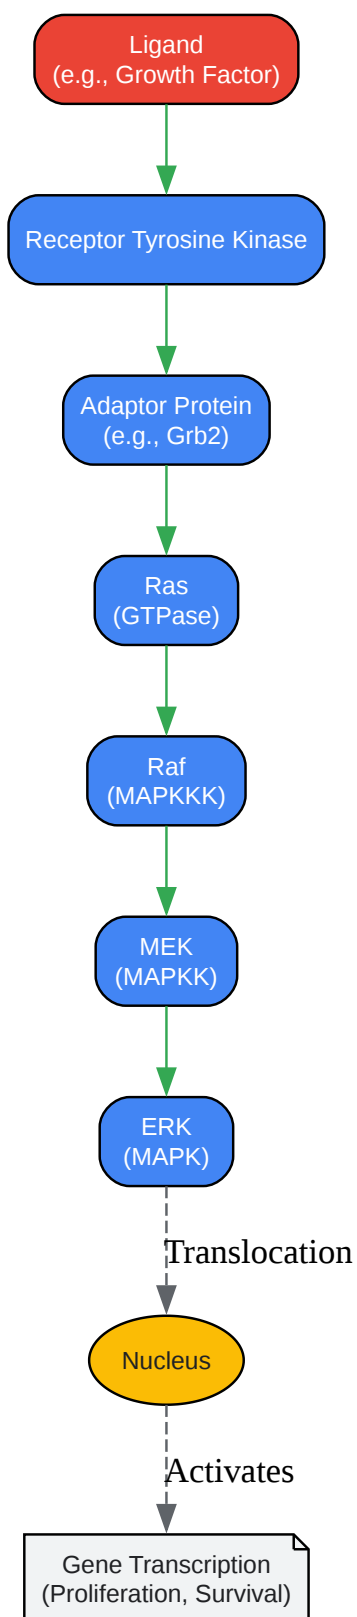 Ligand
(e.g., Growth Factor)
Receptor Tyrosine Kinase
Adaptor Protein
(e.g., Grb2)
Ras
(GTPase)
Raf
(MAPKKK)
MEK
(MAPKK)
ERK
(MAPK)
Translocation
Nucleus
Activates
Gene Transcription
(Proliferation, Survival)